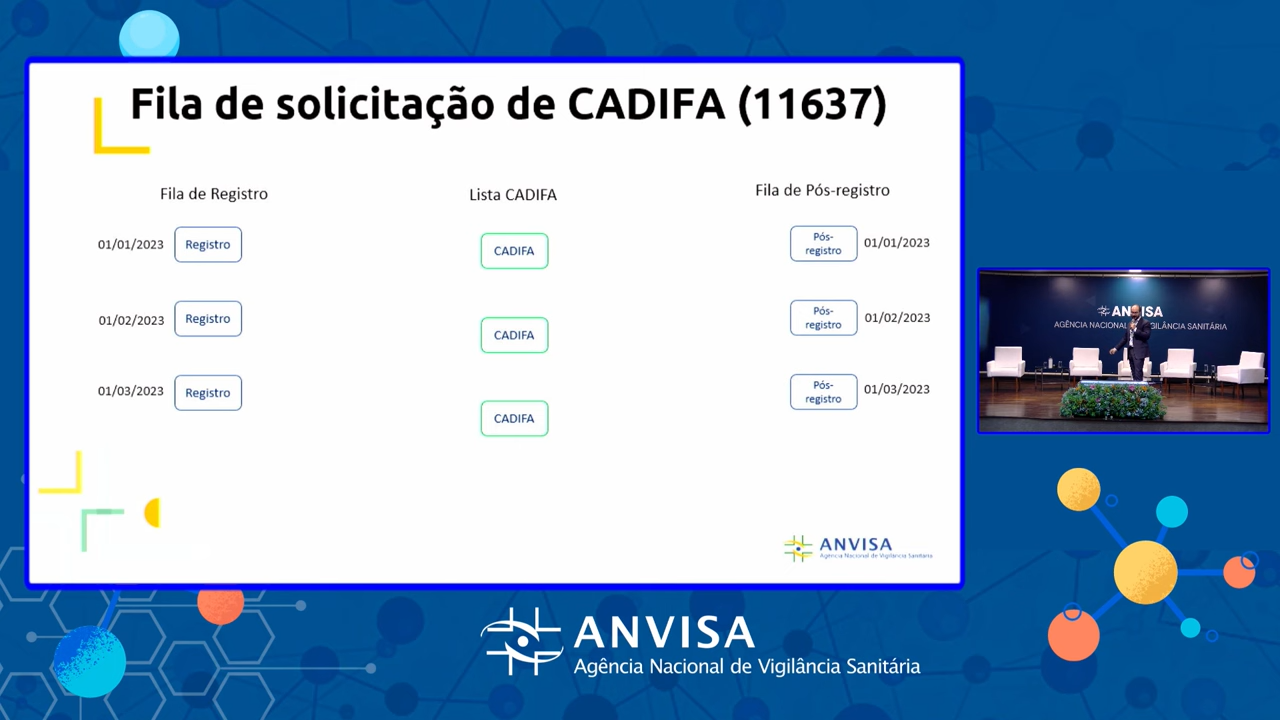 Fila de solicitação de CADIFA (11637)
Fila de Registro
Lista CADIFA
Fila de Pós-registro
01/01/2023 Registro
CADIFA
Pós-
registro
01/01/2023
01/02/2023 Registro
CADIFA
Pós-
registro
01/02/2023
01/03/2023 Registro
CADIFA
Pós-
registro
01/03/2023
ANVISA
Agência Nacional de Vigilância Sanitária
ANVISA
AGÊNCIA NACIONAL GILÂNCIA SANITÁRIA
ANVISA
Agência Nacional de Vigilância Sanitária